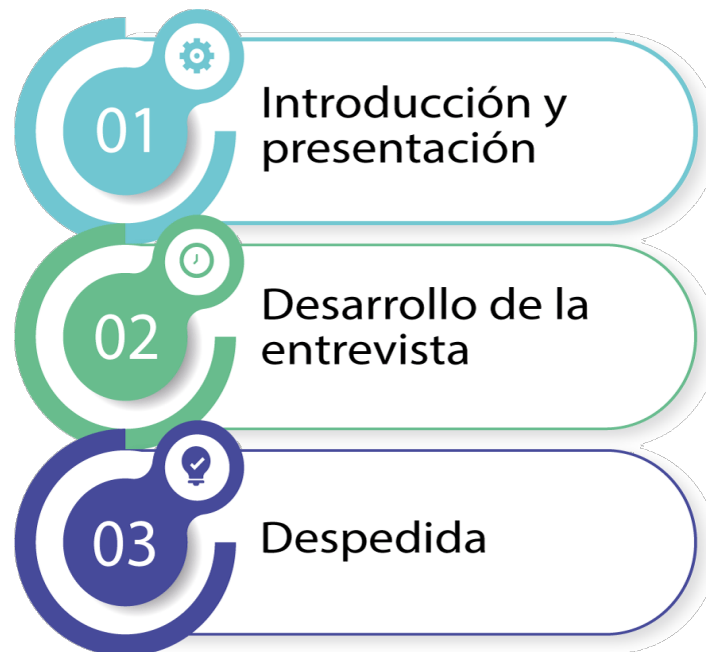 01
Introducción y
presentación
02
Desarrollo de la
entrevista
03
Despedida